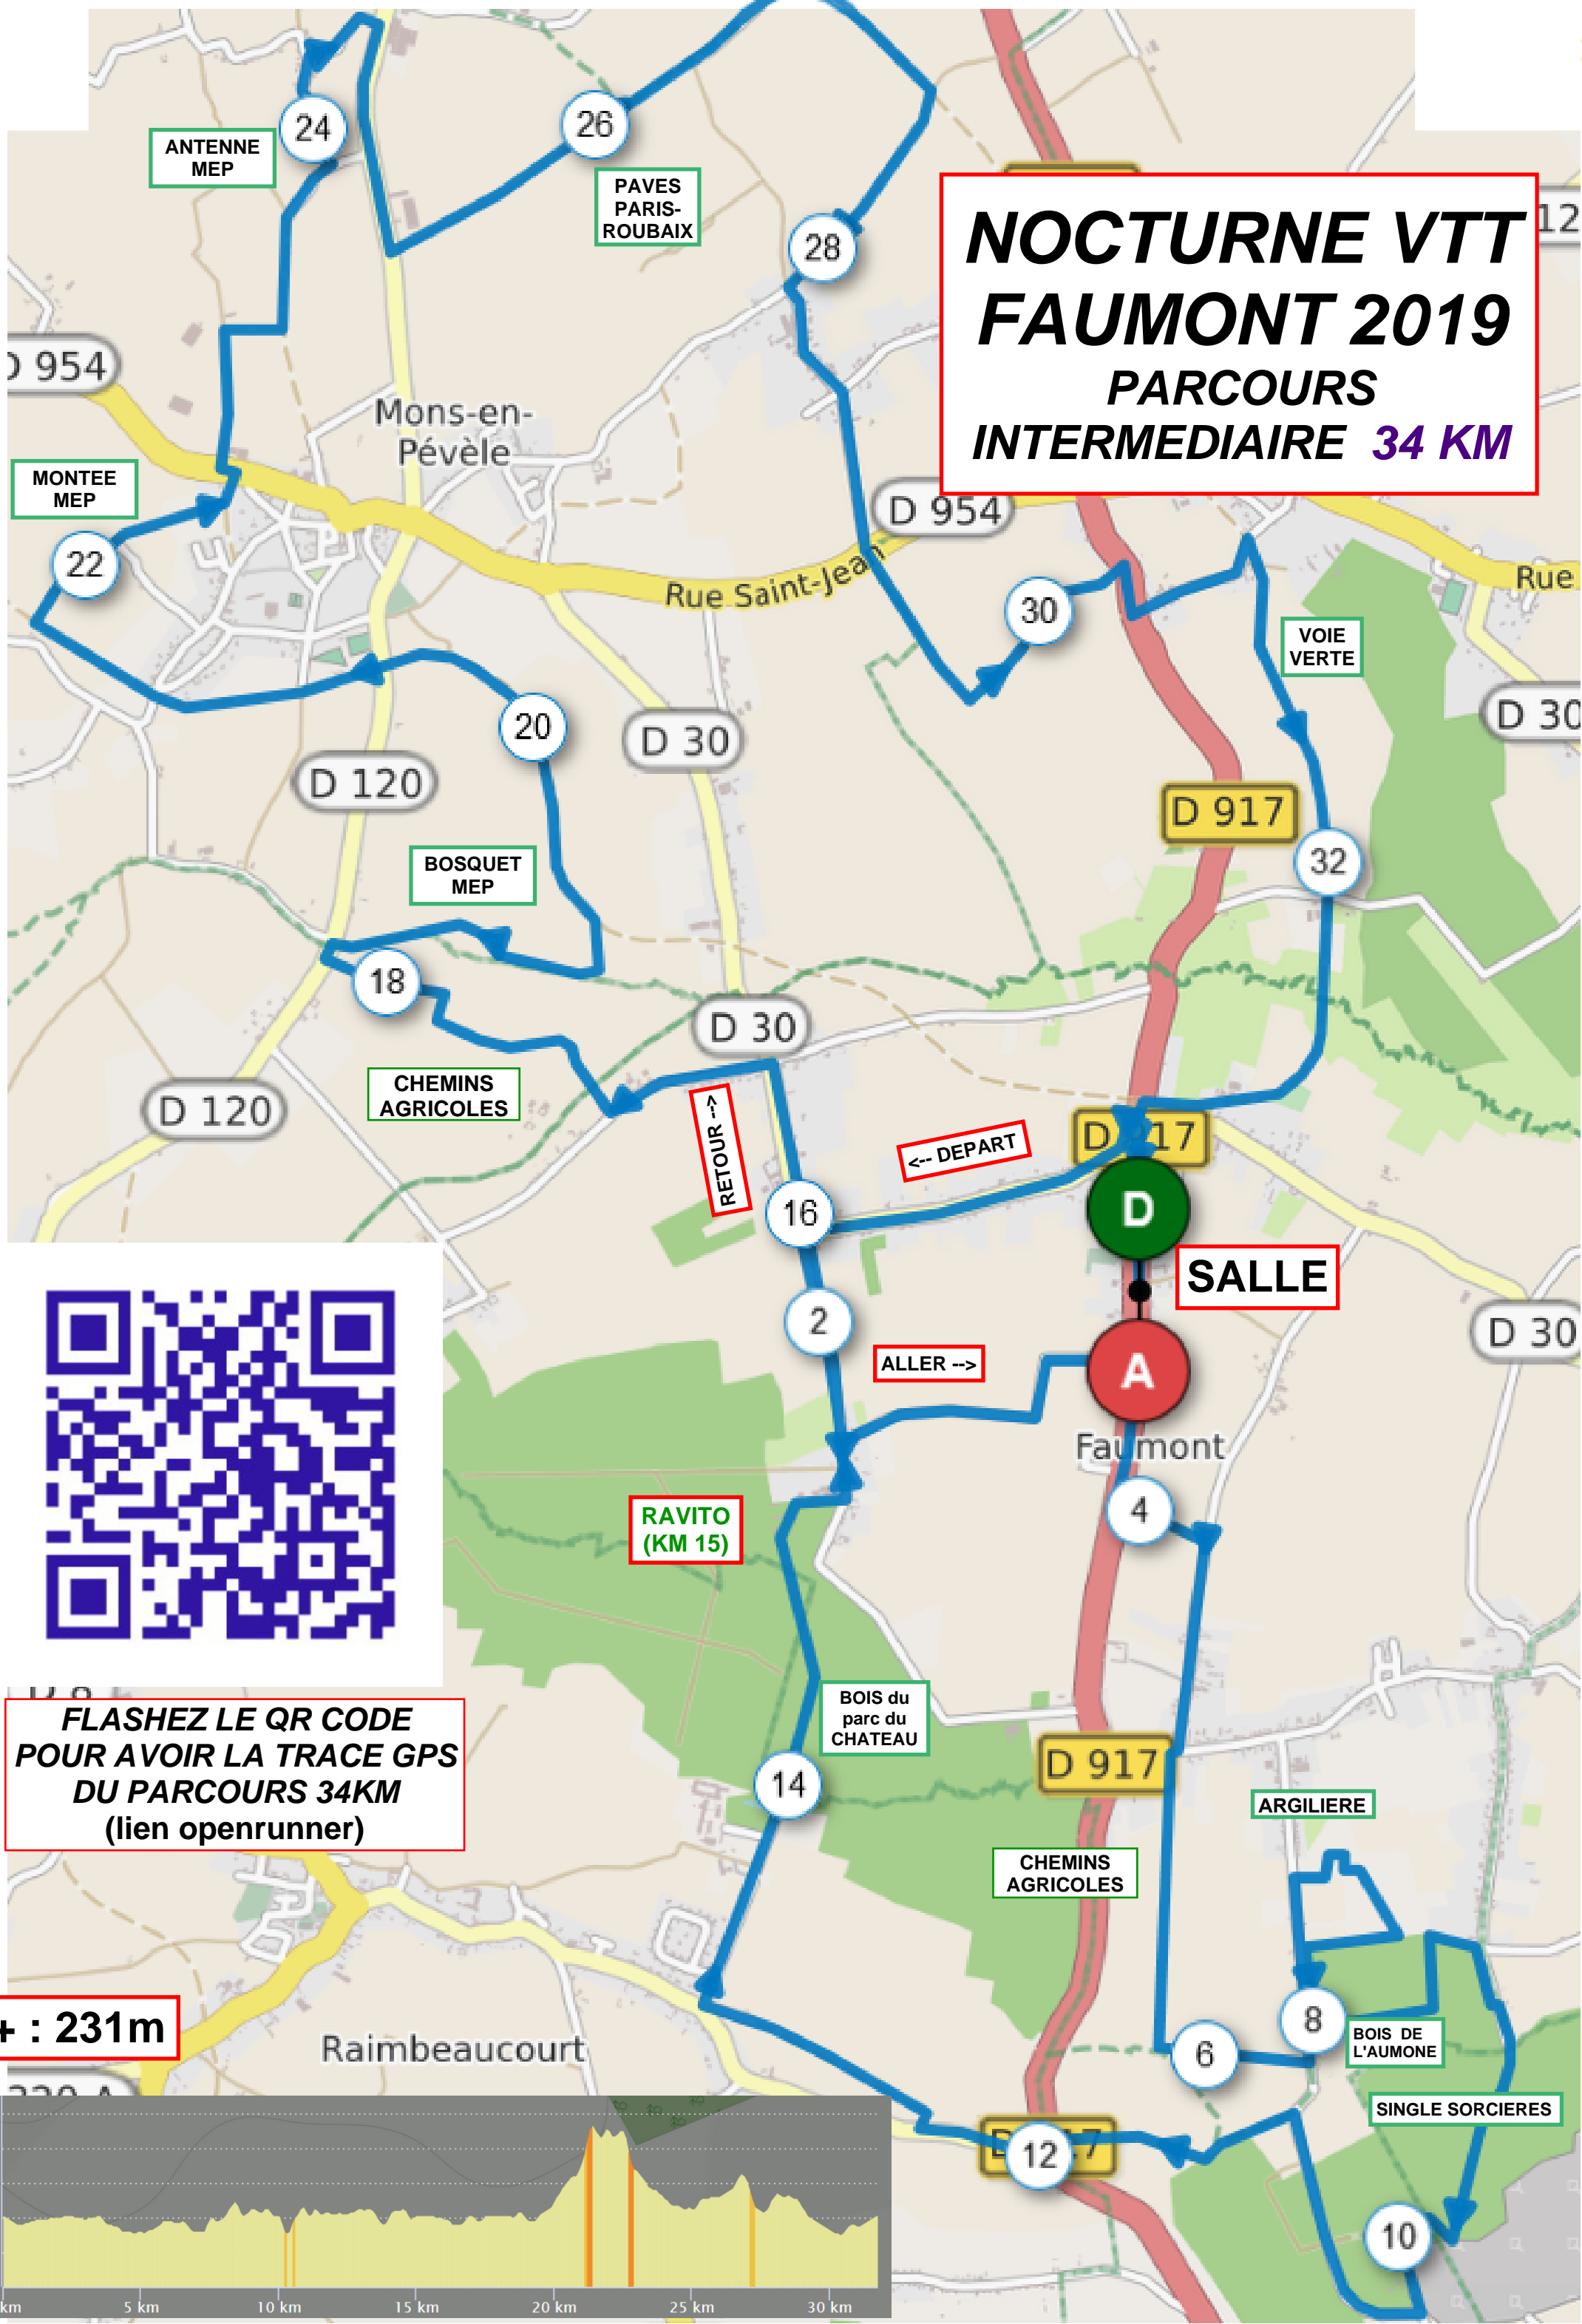 24
26
ANTENNE
MEP
PAVES
PARIS-
ROUBAIX
28
NOCTURNE VTT
FAUMONT 2019
PARCOURS
INTERMEDIAIRE 34 KM
12
D 954
Mons-en-
Pévèle
MONTEE
MEP
22
D 954
Rue Saint-Jean
Rue
30
VOIE
VERTE
20
D 30
D 30
D 120
D 917
32
BOSQUET
MEP
18
D 30
CHEMINS
AGRICOLES
D 120
RETOUR -->
<-- DEPART
D 917
16
D
SALLE
2
D 30
ALLER -->
A
Faumont
4
RAVITO
(KM 15)
BOIS du
parc du
CHATEAU
D 8
FLASHEZ LE QR CODE
POUR AVOIR LA TRACE GPS
DU PARCOURS 34KM
(lien openrunner)
14
D 917
ARGILIERE
CHEMINS
AGRICOLES
+ : 231m
Raimbeaucourt
8
BOIS DE
L'AUMONE
6
SINGLE SORCIERES
12
10
km
5 km
10 km
15 km
20 km
25 km
30 km